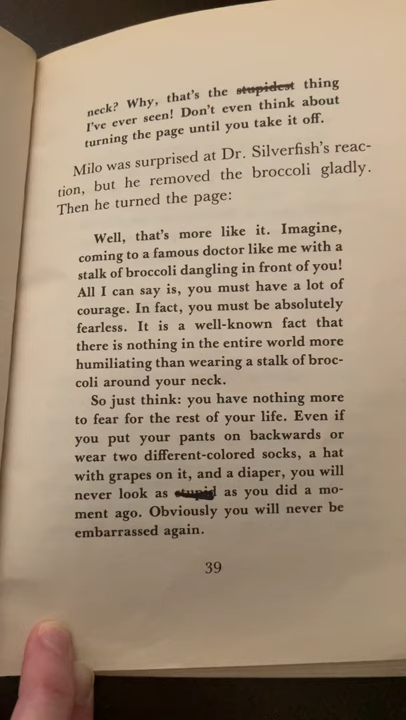 neck? Why, that's the stupidest thing
I've ever seen! Don't even think about
turning the page until you take it off.
Milo was surprised at Dr. Silverfish's reac-
tion, but he removed the broccoli gladly.
Then he turned the page:
Well, that's more like it. Imagine,
coming to a famous doctor like me with a
stalk of broccoli dangling in front of you!
All I can say is, you must have a lot of
courage. In fact, you must be absolutely
fearless. It is a well-known fact that
there is nothing in the entire world more
humiliating than wearing a stalk of broc-
coli around your neck.
So just think: you have nothing more
to fear for the rest of your life. Even if
you put your pants on backwards or
wear two different-colored socks, a hat
with grapes on it, and a diaper, you will
never look as stupid as you did a mo-
ment ago. Obviously you will never be
embarrassed again.
39